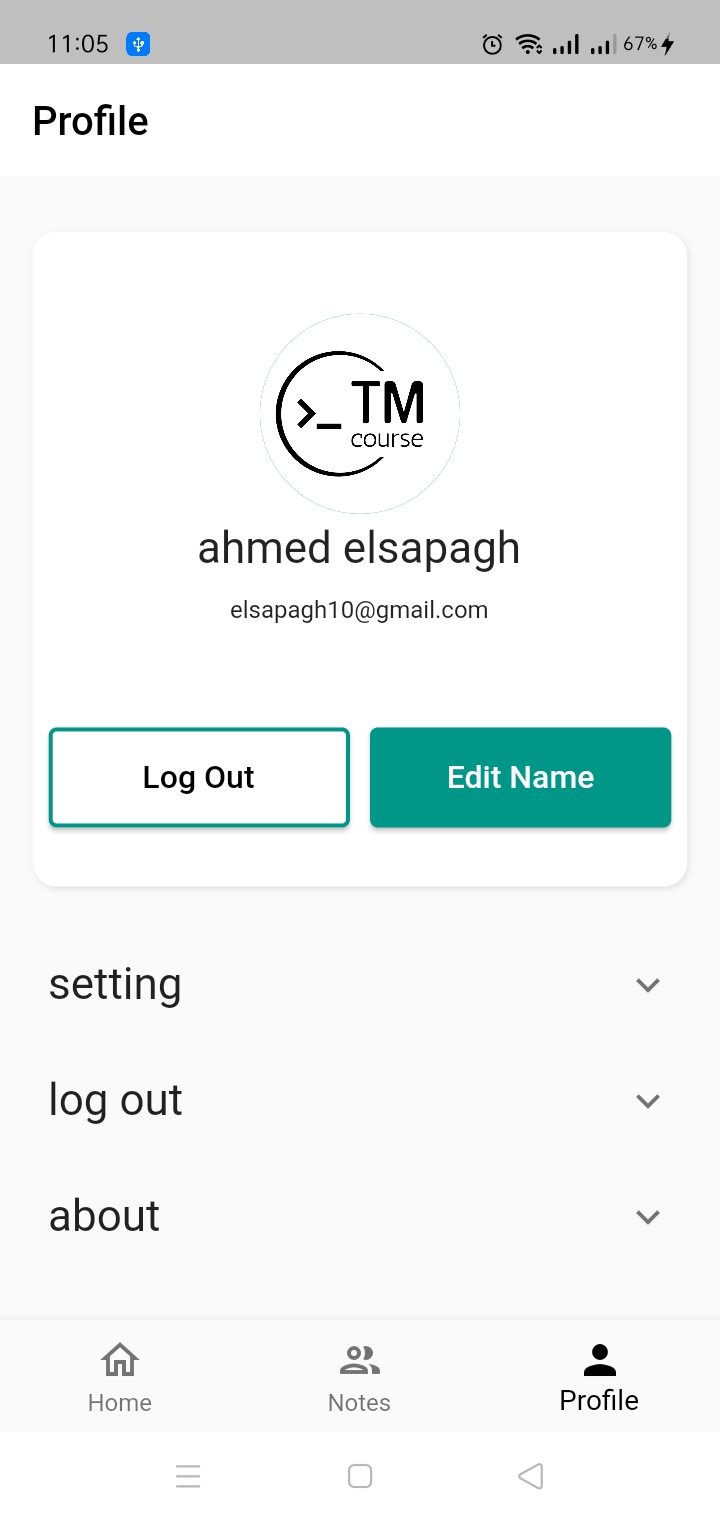 11:05
67%
Profile
>_ TM
course
ahmed elsapagh
elsapagh10@gmail.com
Log Out
Edit Name
setting
log out
about
Home
Notes
Profile